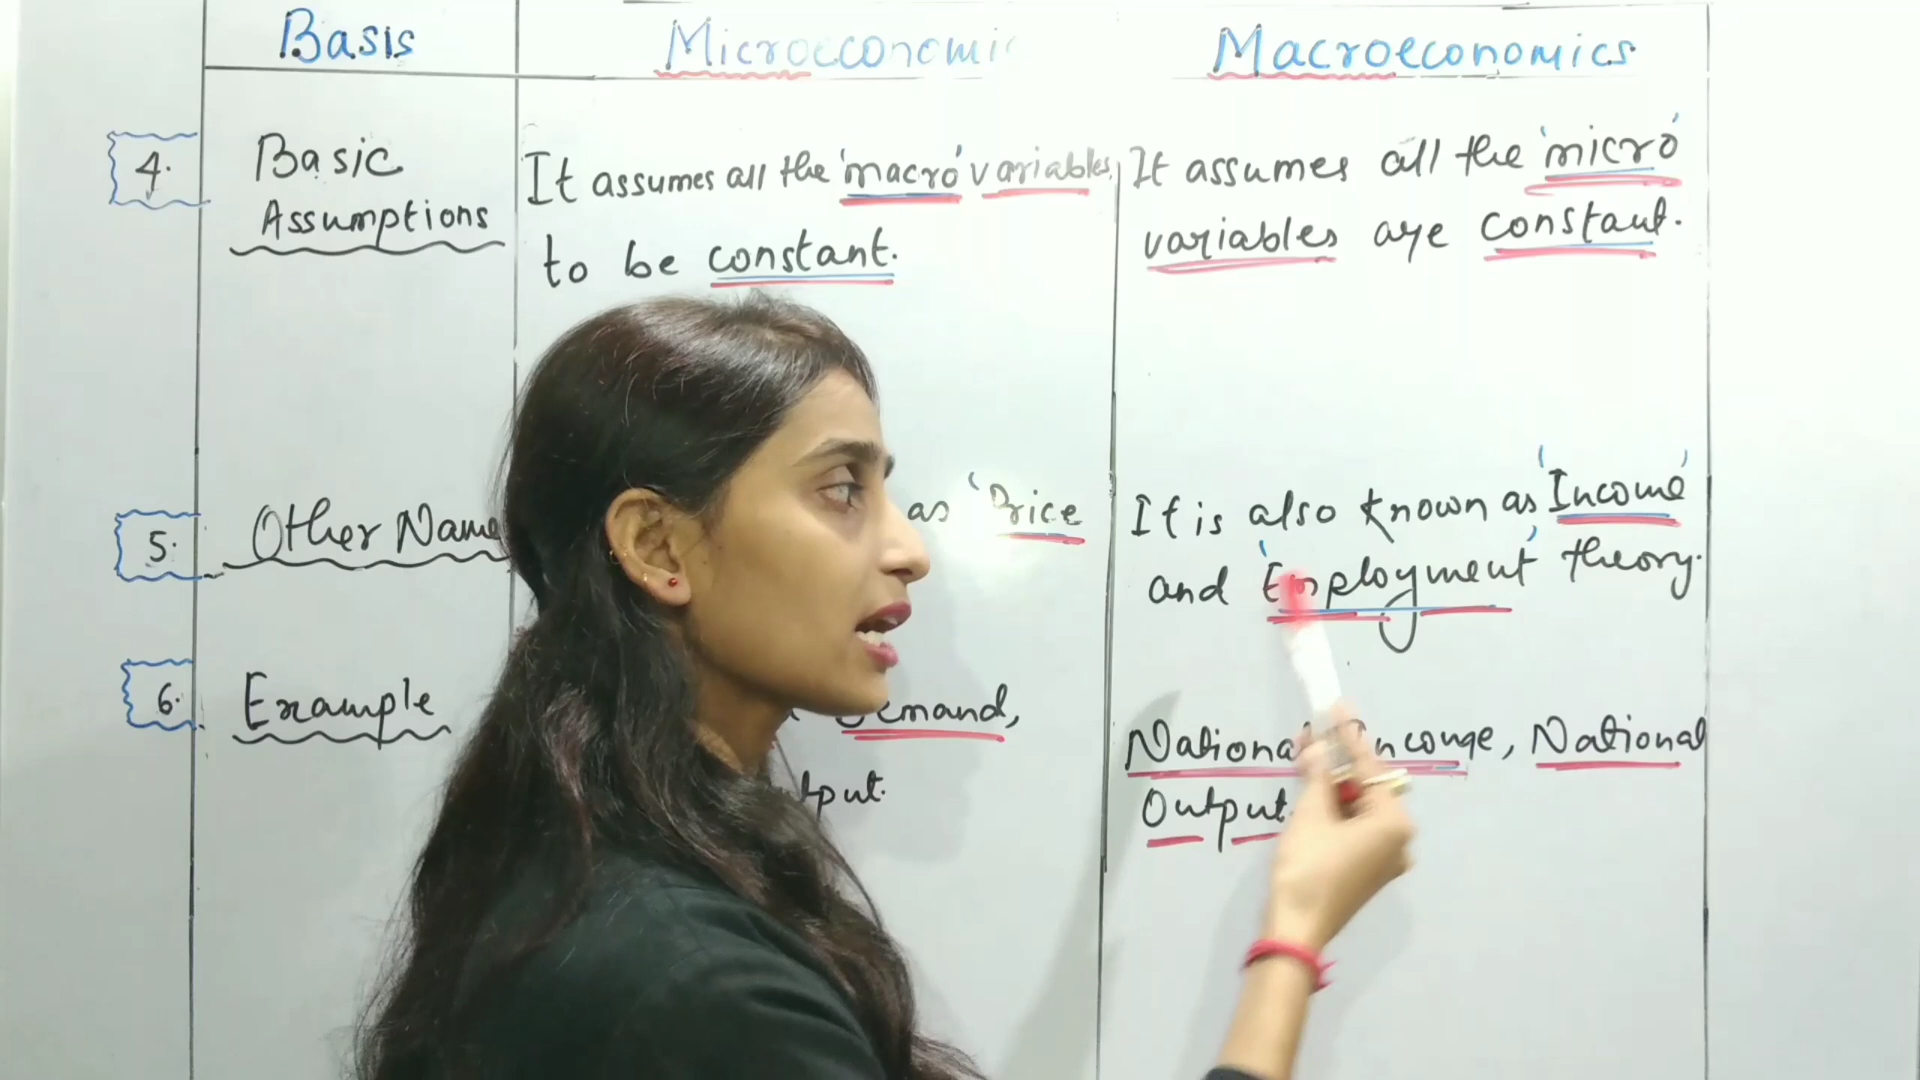 Basis Microeconomic Macroeconomics
4. Basic
Assumptions
It assumes all the 'macro' variables
to be constant.
It assumes all the 'micro'
variables are constant.
5. Other Name
as 'Price
It is also known as 'Income'
and 'Employment' theory.
6. Example
Demand,
National Income, National
Output.